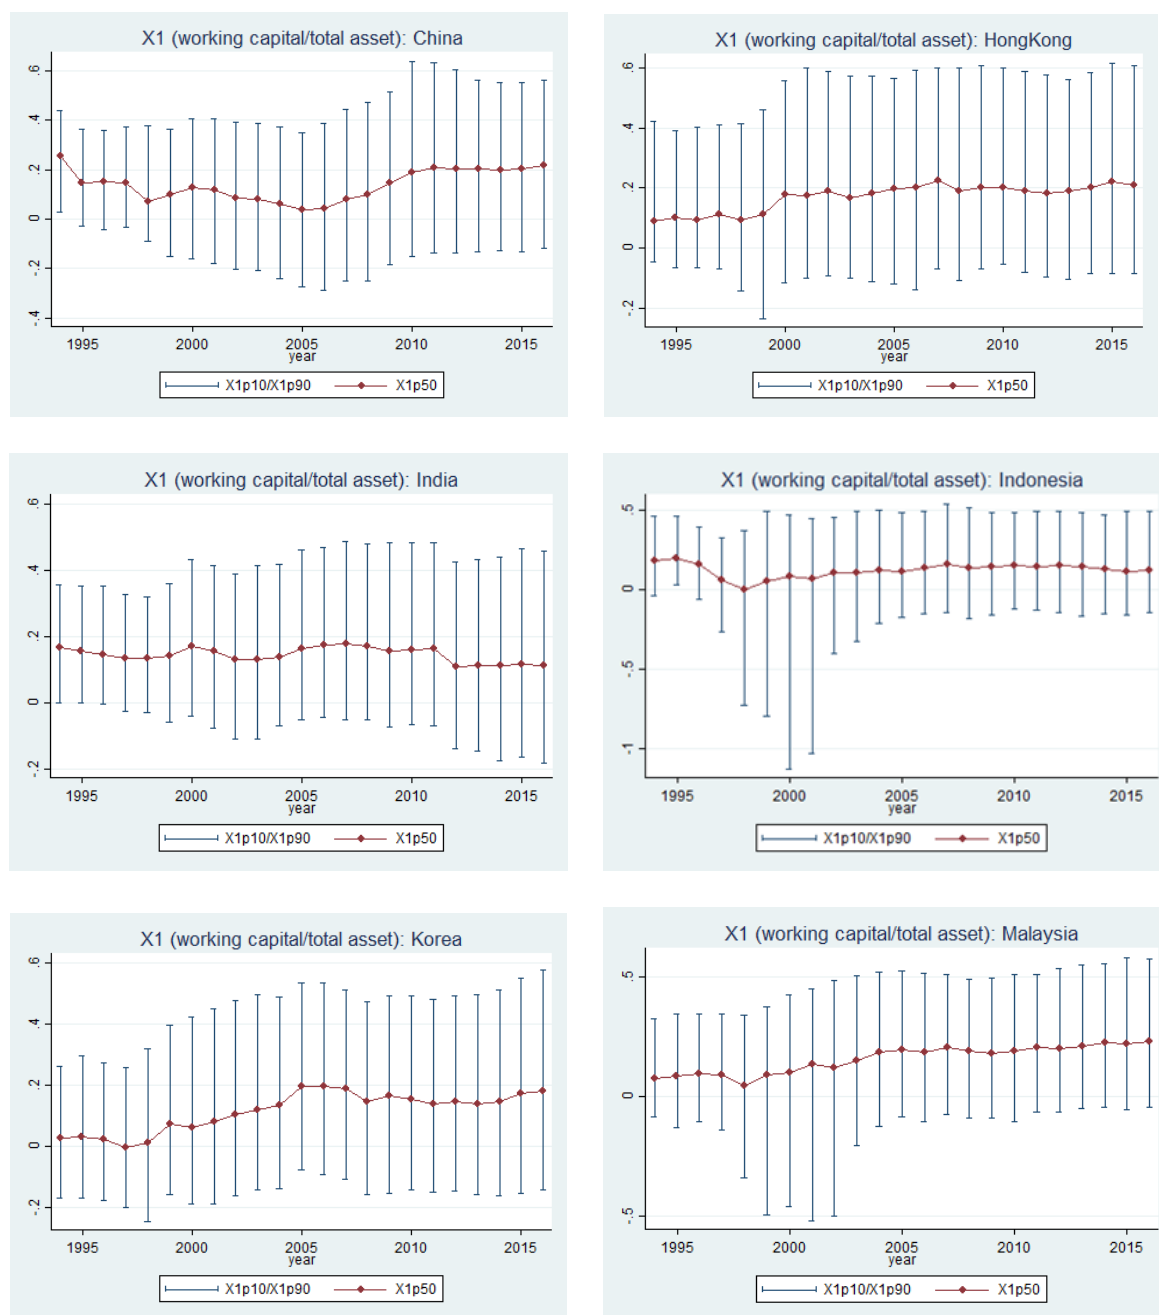 X1 (working capital/total asset): China
.6
.4
.2
0
-.2
-.4
1995 2000 2005 2010 2015
year
X1p10/X1p90 X1p50
X1 (working capital/total asset): HongKong
.6
.4
.2
0
-.2
1995 2000 2005 2010 2015
year
X1p10/X1p90 X1p50
X1 (working capital/total asset): India
.6
.4
.2
0
-.2
1995 2000 2005 2010 2015
year
X1p10/X1p90 X1p50
X1 (working capital/total asset): Indonesia
.5
0
-.5
-1
1995 2000 2005 2010 2015
year
X1p10/X1p90 X1p50
X1 (working capital/total asset): Korea
.6
.4
.2
0
-.2
1995 2000 2005 2010 2015
year
X1p10/X1p90 X1p50
X1 (working capital/total asset): Malaysia
.5
0
-.5
1995 2000 2005 2010 2015
year
X1p10/X1p90 X1p50